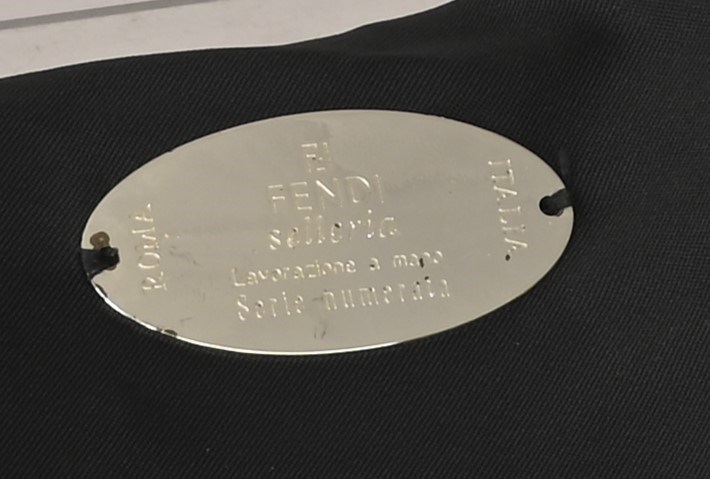 FENDI
selleria
Lavorazione a mano
Serie numerata
ROMA
ITALIA